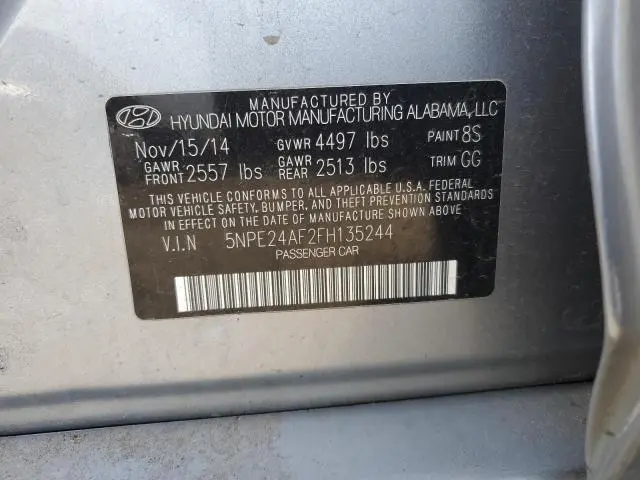 MANUFACTURED BY
HYUNDAI MOTOR MANUFACTURING ALABAMA, LLC
Nov/15/14 GVWR 4497 lbs PAINT 8S
GAWR FRONT 2557 lbs GAWR REAR 2513 lbs TRIM GG
THIS VEHICLE CONFORMS TO ALL APPLICABLE U.S.A. FEDERAL
MOTOR VEHICLE SAFETY, BUMPER, AND THEFT PREVENTION STANDARDS
IN EFFECT ON THE DATE OF MANUFACTURE SHOWN ABOVE.
V.I.N 5NPE24AF2FH135244
PASSENGER CAR